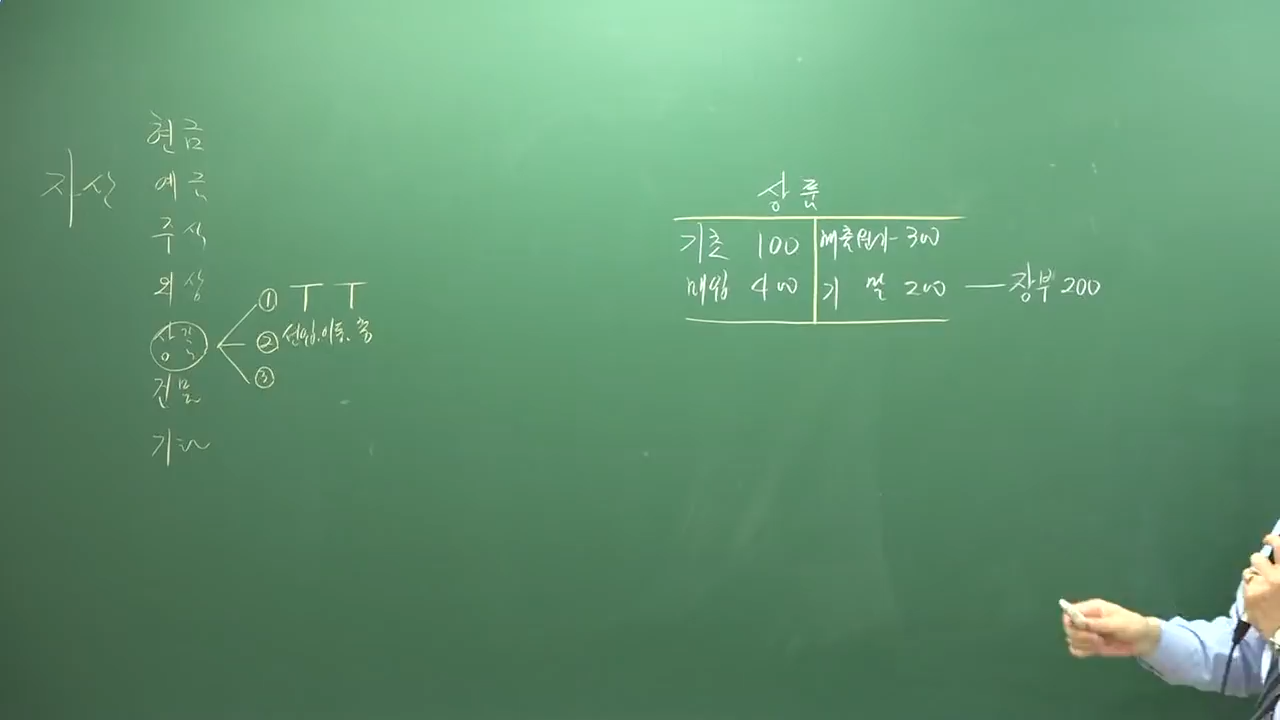 자산
현금
예금
주식
외상
상품
건물
기타
① T T
② 선입.이동.총
③
상품
기초 100 매출원가 300
매입 400 기말 200 — 장부 200